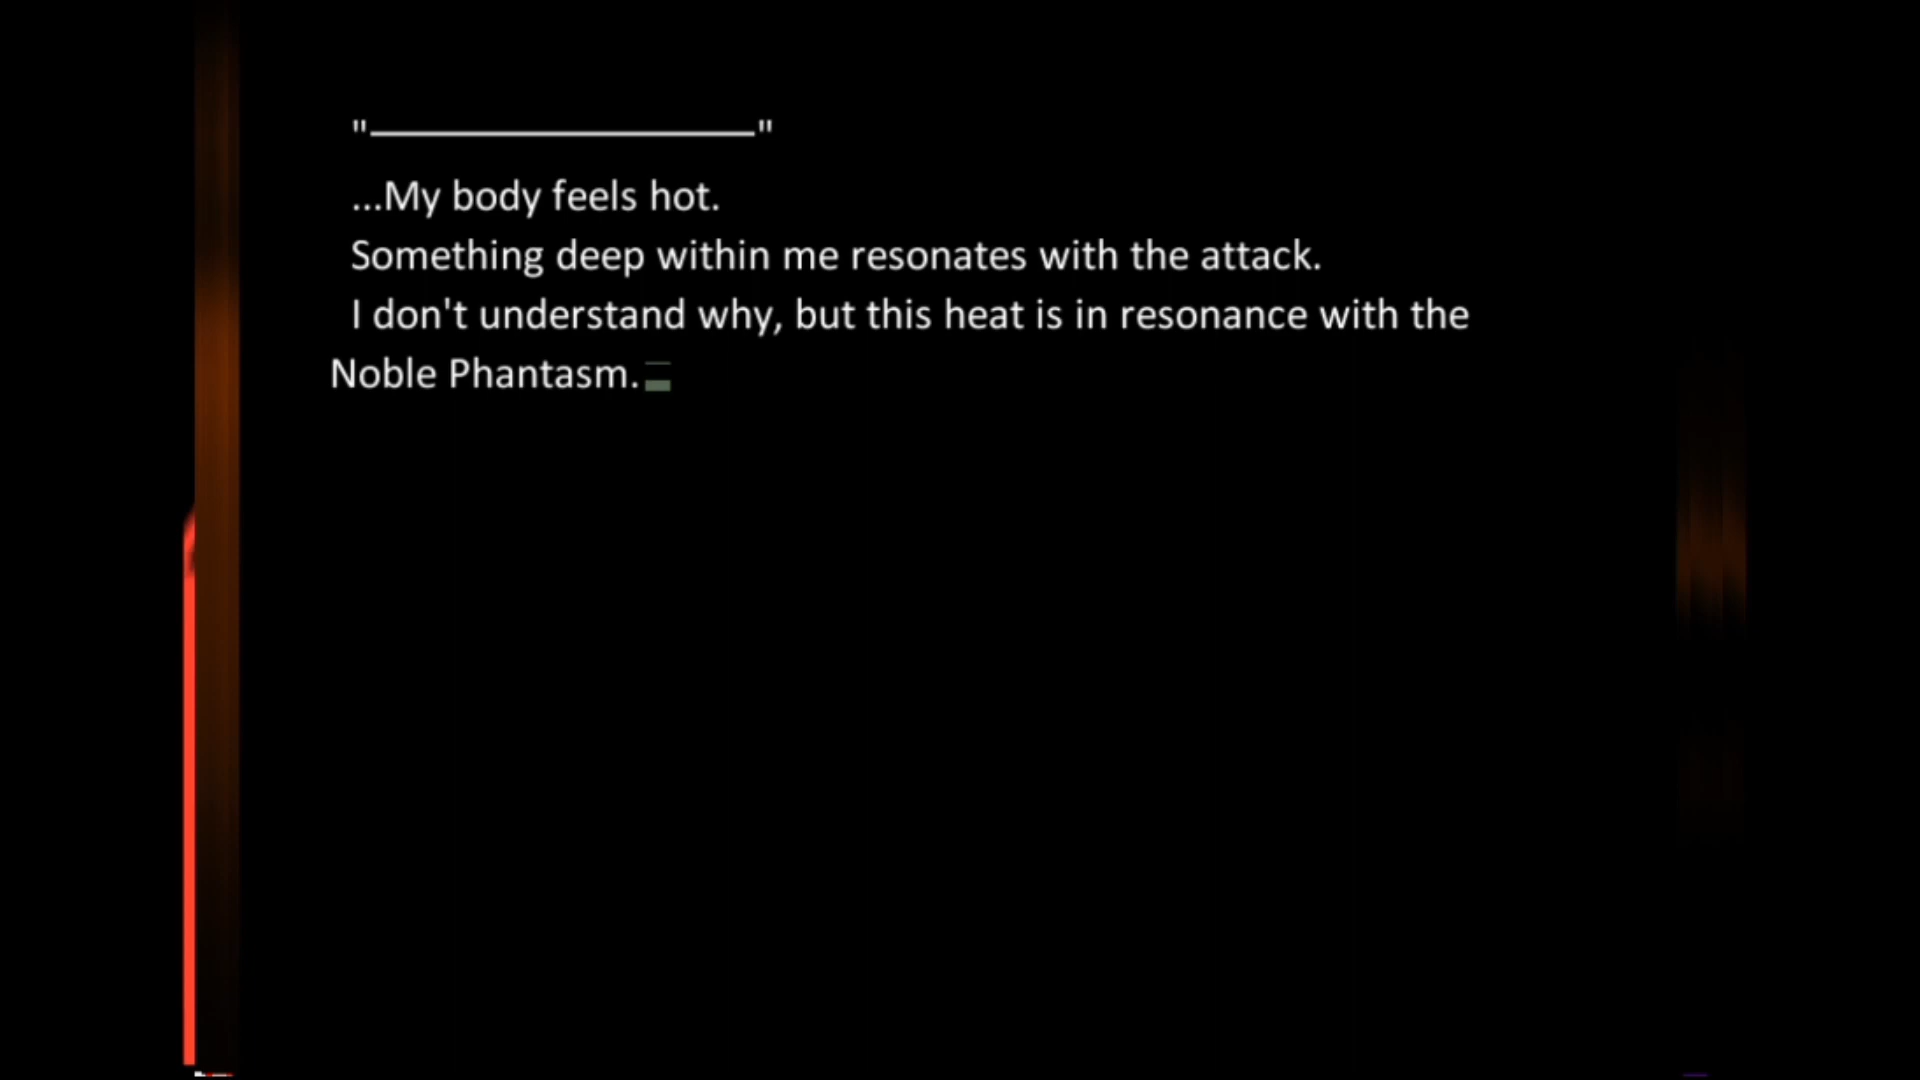 "————————"
...My body feels hot.
Something deep within me resonates with the attack.
I don't understand why, but this heat is in resonance with the
Noble Phantasm.